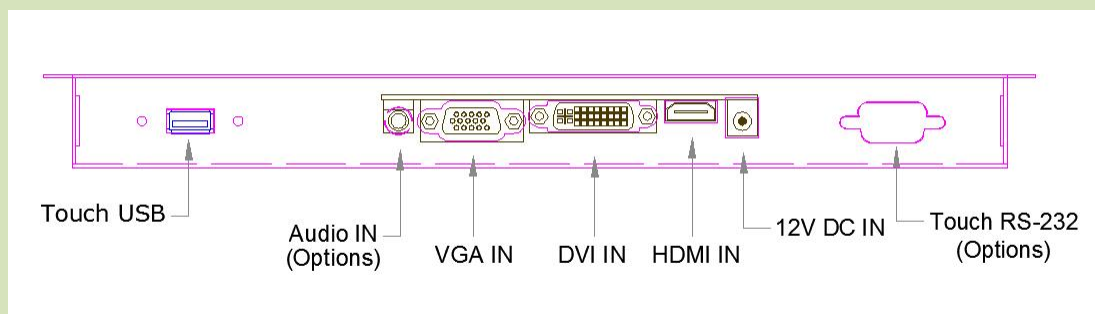 Touch USB
Audio IN
(Options)
VGA IN
DVI IN
HDMI IN
12V DC IN
Touch RS-232
(Options)